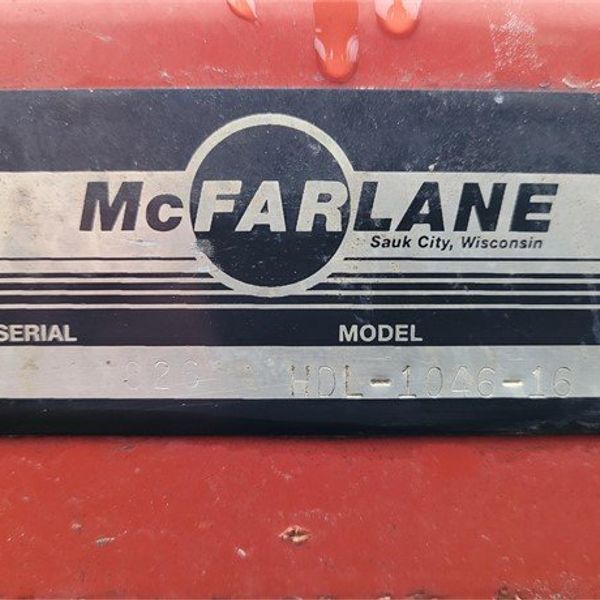 McFARLANE
Sauk City, Wisconsin
SERIAL MODEL
HDL-1046-16